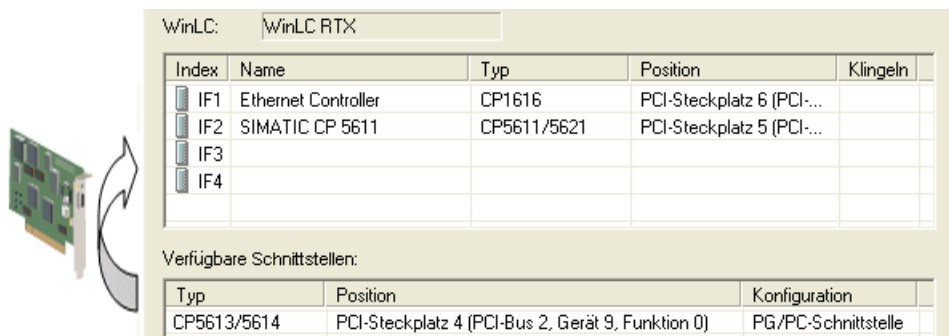 WinLC: WinLC RTX
Index Name Typ Position Klingeln
IF1 Ethernet Controller CP1616 PCI-Steckplatz 6 (PCI-...
IF2 SIMATIC CP 5611 CP5611/5621 PCI-Steckplatz 5 (PCI-...
IF3
IF4
Verfügbare Schnittstellen:
Typ Position Konfiguration
CP5613/5614 PCI-Steckplatz 4 (PCI-Bus 2, Gerät 9, Funktion 0) PG/PC-Schnittstelle